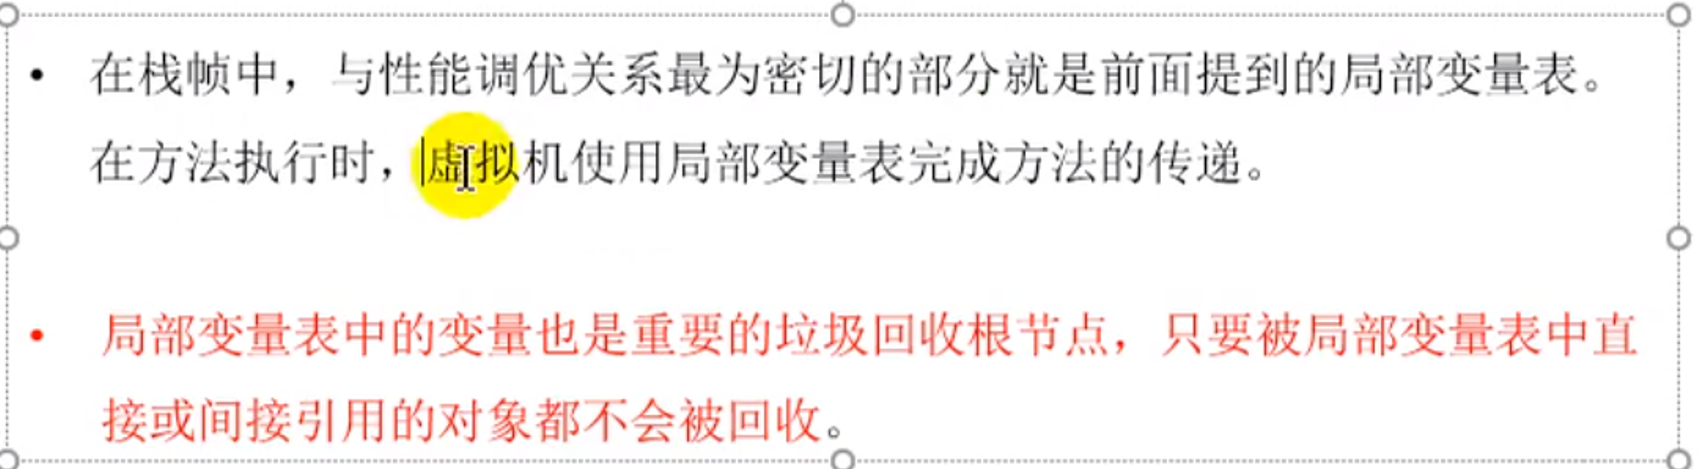 • 在栈帧中，与性能调优关系最为密切的部分就是前面提到的局部变量表。
在方法执行时，虚拟机使用局部变量表完成方法的传递。
• 局部变量表中的变量也是重要的垃圾回收根节点，只要被局部变量表中直
接或间接引用的对象都不会被回收。